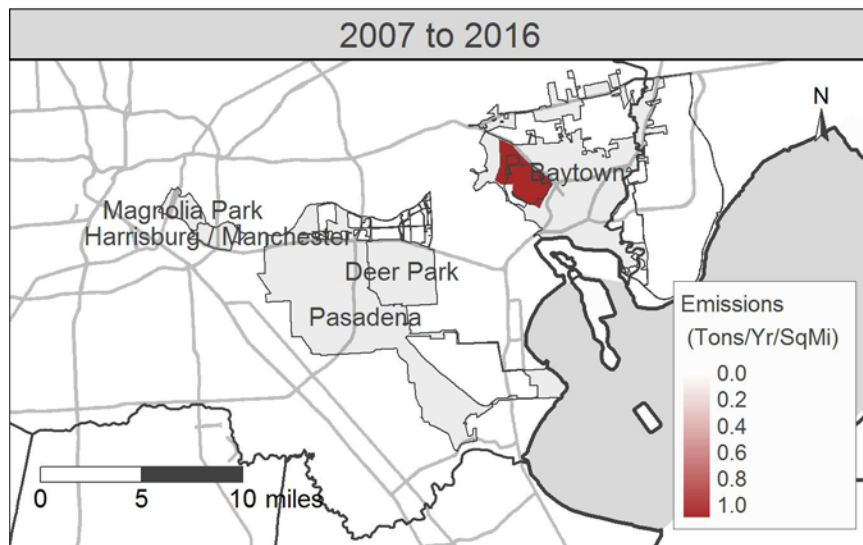 2007 to 2016
N
Baytown
Magnolia Park
Harrisburg
Manchester
Deer Park
Pasadena
Emissions
(Tons/Yr/SqMi)
0.0
0.2
0.4
0.6
0.8
1.0
0 5 10 miles